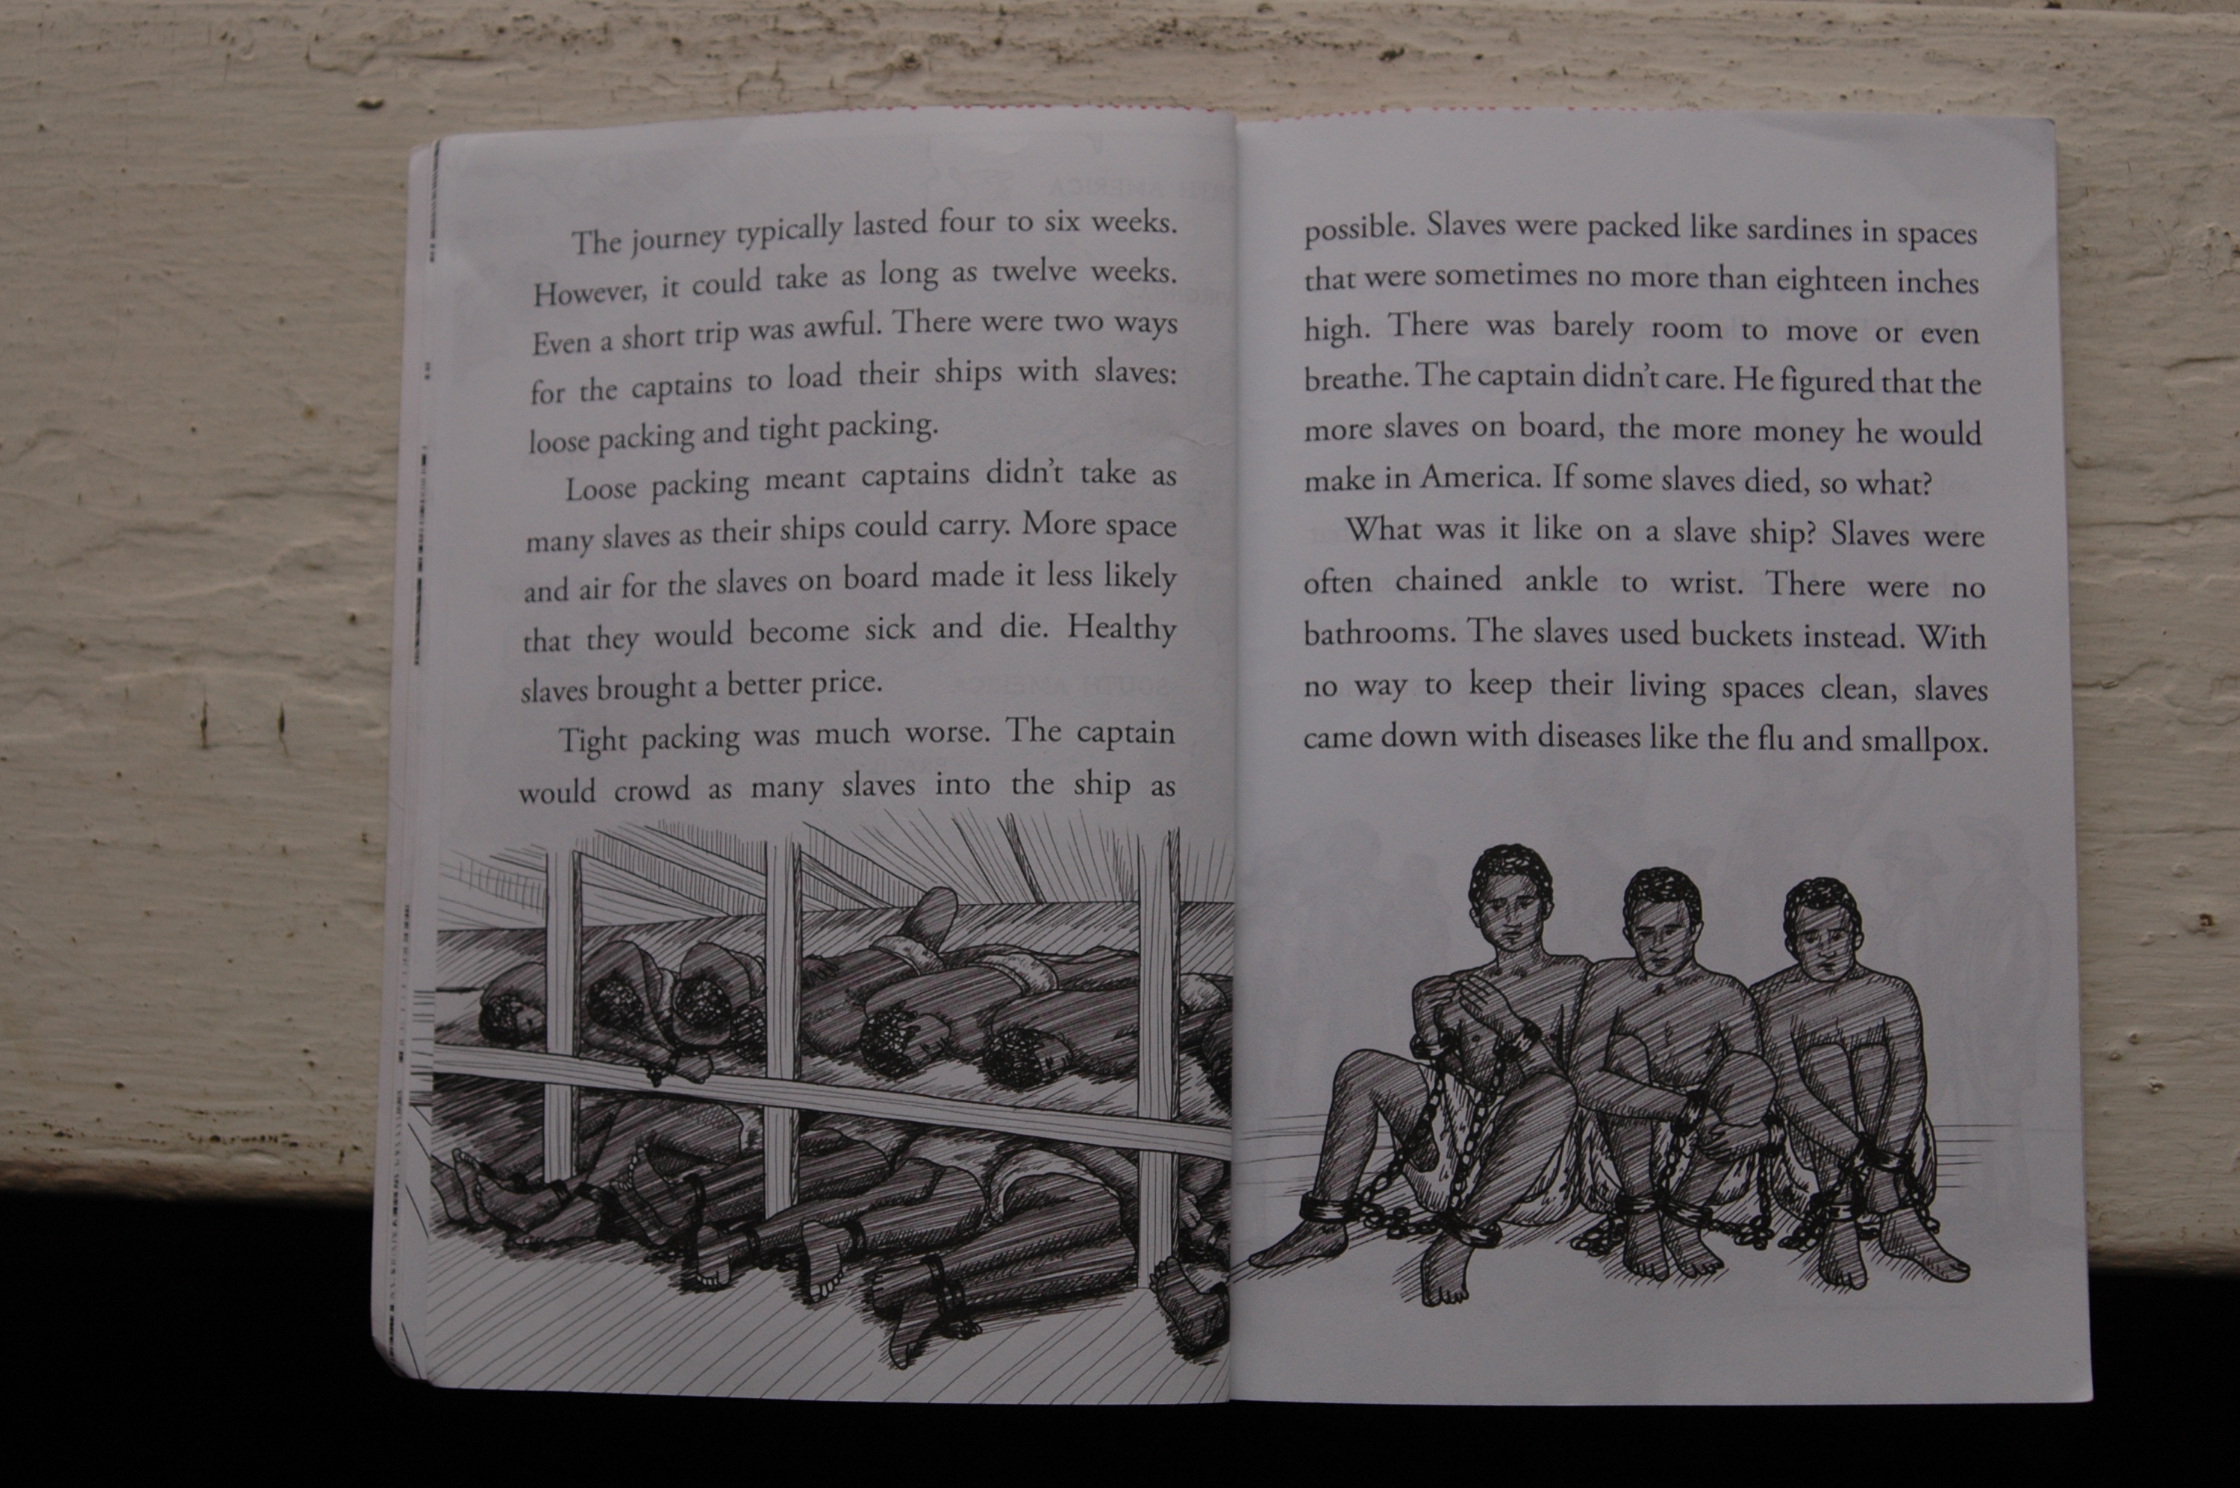 The journey typically lasted four to six weeks.
However, it could take as long as twelve weeks.
Even a short trip was awful. There were two ways
for the captains to load their ships with slaves:
loose packing and tight packing.
Loose packing meant captains didn't take as
many slaves as their ships could carry. More space
and air for the slaves on board made it less likely
that they would become sick and die. Healthy
slaves brought a better price.
Tight packing was much worse. The captain
would crowd as many slaves into the ship as
possible. Slaves were packed like sardines in spaces
that were sometimes no more than eighteen inches
high. There was barely room to move or even
breathe. The captain didn't care. He figured that the
more slaves on board, the more money he would
make in America. If some slaves died, so what?
What was it like on a slave ship? Slaves were
often chained ankle to wrist. There were no
bathrooms. The slaves used buckets instead. With
no way to keep their living spaces clean, slaves
came down with diseases like the flu and smallpox.